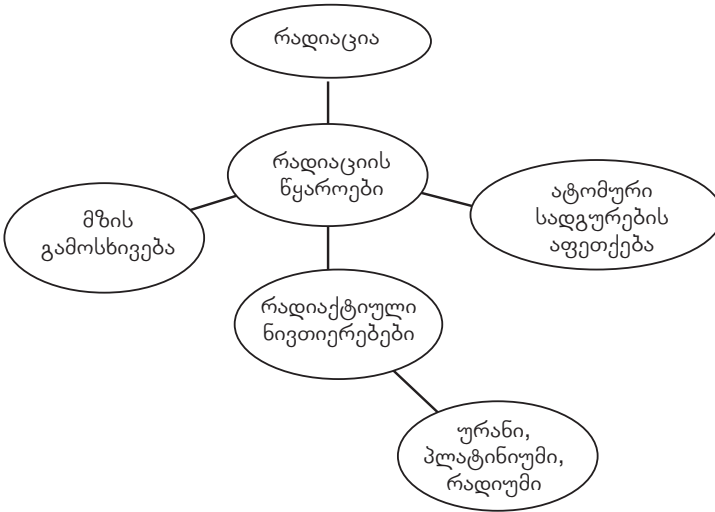 რადიაცია
რადიაციის
წყაროები
მზის
გამოსხივება
ატომური
სადგურების
აფეთქება
რადიაქტიული
ნივთიერებები
ურანი,
პლატინიუმი,
რადიუმი